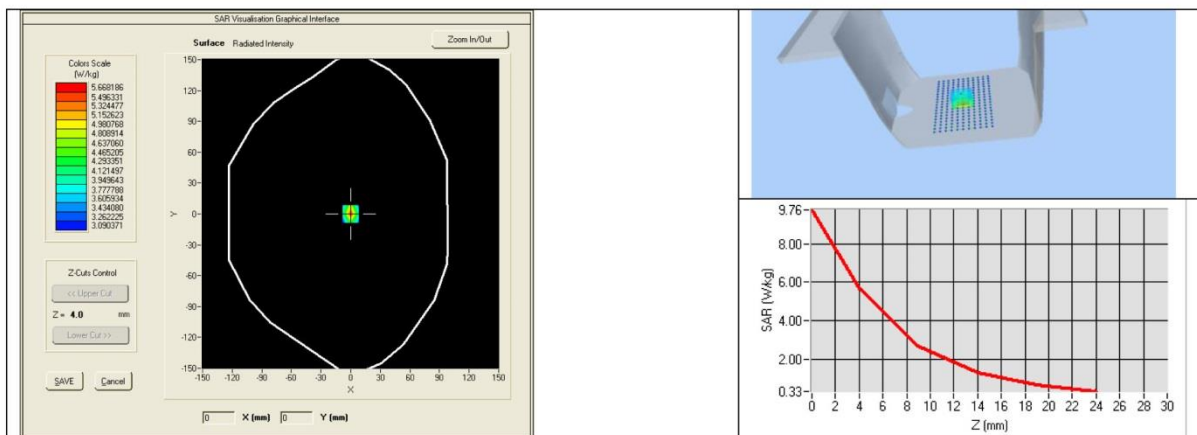 SAR Visualisation Graphical Interface
Surface Radiated Intensity
Zoom In/Out
Colors Scale
(W/kg)
5.668186
5.496331
5.324477
5.152623
4.980768
4.808914
4.637060
4.465205
4.293351
4.121497
3.949643
3.777788
3.605934
3.434080
3.262225
3.090371
Z-Cuts Control
<< Upper Cut
Z = 4.0 mm
Lower Cut >>
SAVE Cancel
150
120
90
60
30
Y 0
-30
-60
-90
-120
-150
-150 -120 -90 -60 -30 0 30 60 90 120 150
X
0 X (mm) 0 Y (mm)
9.76
8.00
6.00
4.00
2.00
0.33
SAR (W/kg)
0 2 4 6 8 10 12 14 16 18 20 22 24 26 28 30
Z (mm)